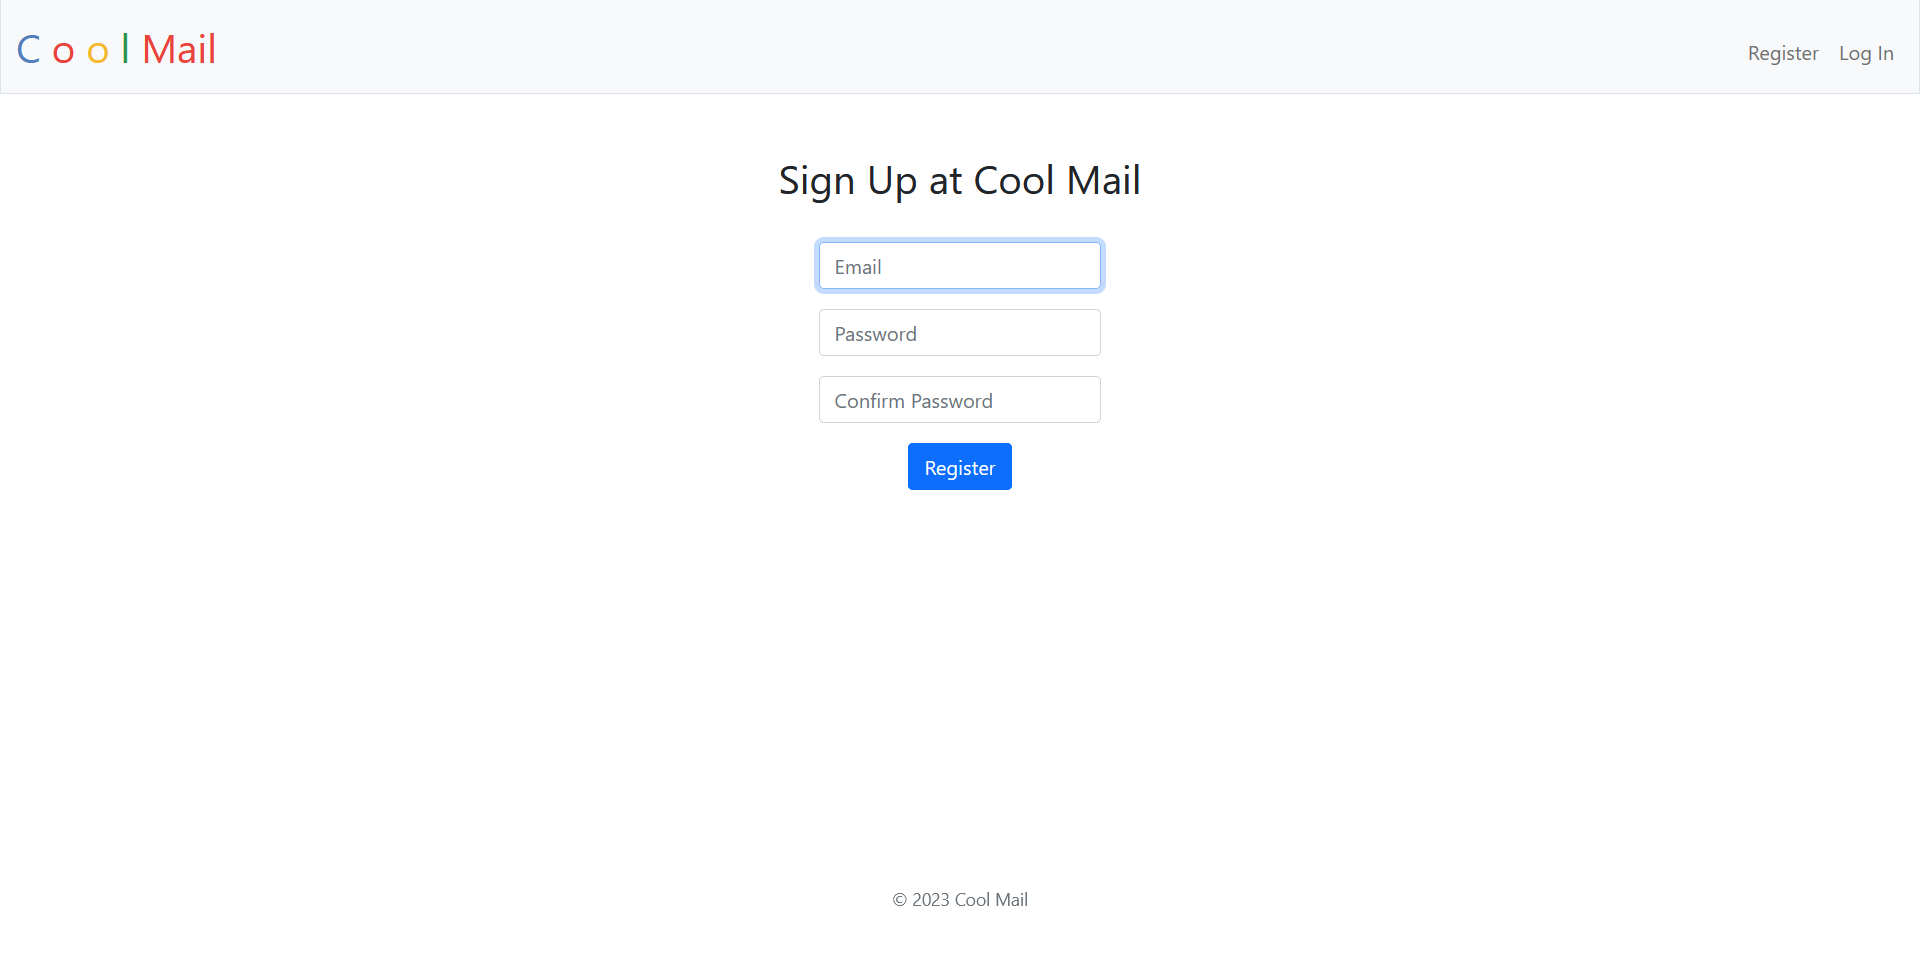 C o o l Mail
Register Log In
Sign Up at Cool Mail
Email
Password
Confirm Password
Register
© 2023 Cool Mail